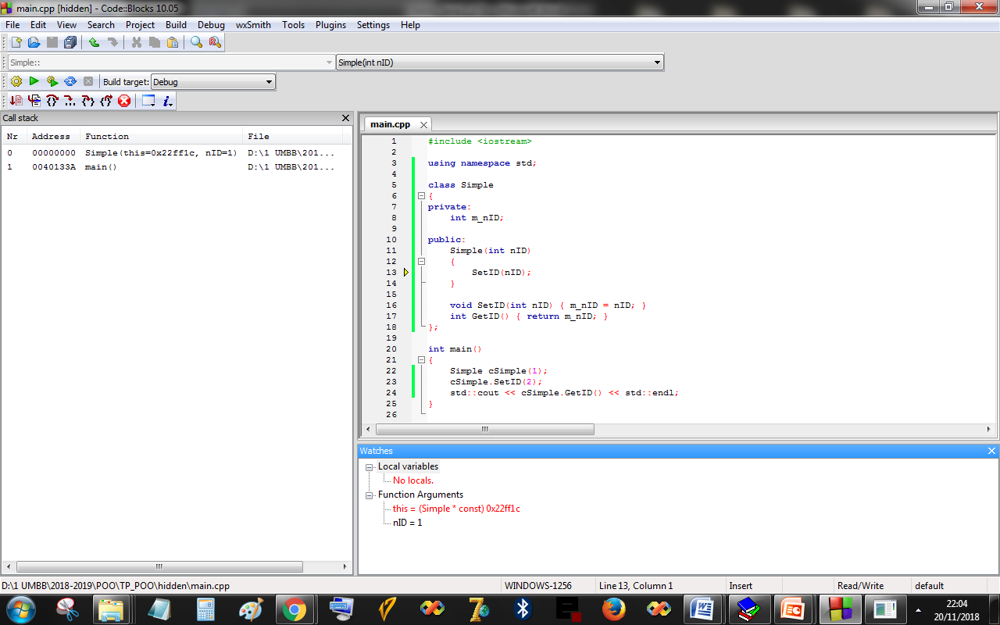 main.cpp [hidden] - Code::Blocks 10.05
File Edit View Search Project Build Debug wxSmith Tools Plugins Settings Help
Simple:: Simple(int nID)
Build target: Debug
Call stack
Nr Address Function File
0 00000000 Simple(this=0x22ff1c, nID=1) D:\1 UMBB\201...
1 0040133A main() D:\1 UMBB\201...
main.cpp
1 #include <iostream>
2
3 using namespace std;
4
5 class Simple
6 {
7 private:
8 int m_nID;
9
10 public:
11 Simple(int nID)
12 {
13 SetID(nID);
14 }
15
16 void SetID(int nID) { m_nID = nID; }
17 int GetID() { return m_nID; }
18 };
19
20 int main()
21 {
22 Simple cSimple(1);
23 cSimple.SetID(2);
24 std::cout << cSimple.GetID() << std::endl;
25 }
26
Watches
Local variables
No locals.
Function Arguments
this = (Simple * const) 0x22ff1c
nID = 1
D:\1 UMBB\2018-2019\POO\TP_POO\hidden\main.cpp WINDOWS-1256 Line 13, Column 1 Insert Read/Write default
22:04
20/11/2018